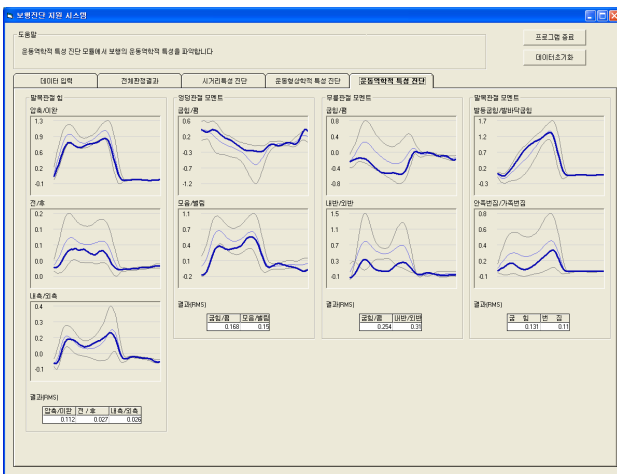 보행진단 지원 시스템
도움말
운동역학적 특성 진단 모듈에서 보행의 운동역학적 특성을 파악합니다
프로그램 종료
데이터초기화
데이터 입력
전체판정결과
시거리특성 진단
운동형상학적 특성 진단
운동역학적 특성 진단
발목관절 힘
압축/이완
1.3
0.9
0.6
0.2
-0.1
전/후
0.2
0.1
0.1
0.0
0.0
내측/외측
0.4
0.3
0.2
0.0
-0.1
결과(RMS)
압축/이완 전 / 후 내측/외측
0.112 0.027 0.026
엉덩관절 모멘트
굽힘/폄
0.6
0.2
-0.3
-0.7
-1.2
모음/벌림
1.1
0.7
0.4
0.1
-0.2
결과(RMS)
굽힘/폄 모음/벌림
0.168 0.15
무릎관절 모멘트
굽힘/폄
0.8
0.4
0.0
-0.4
-0.8
내반/외반
1.5
1.1
0.7
0.3
-0.1
결과(RMS)
굽힘/폄 내반/외반
0.254 0.31
발목관절 모멘트
발등굽힘/발바닥굽힘
1.7
1.2
0.7
0.2
-0.3
안쪽번짐/가쪽번짐
0.8
0.6
0.4
0.2
-0.1
결과(RMS)
굽 힘 번 짐
0.131 0.11